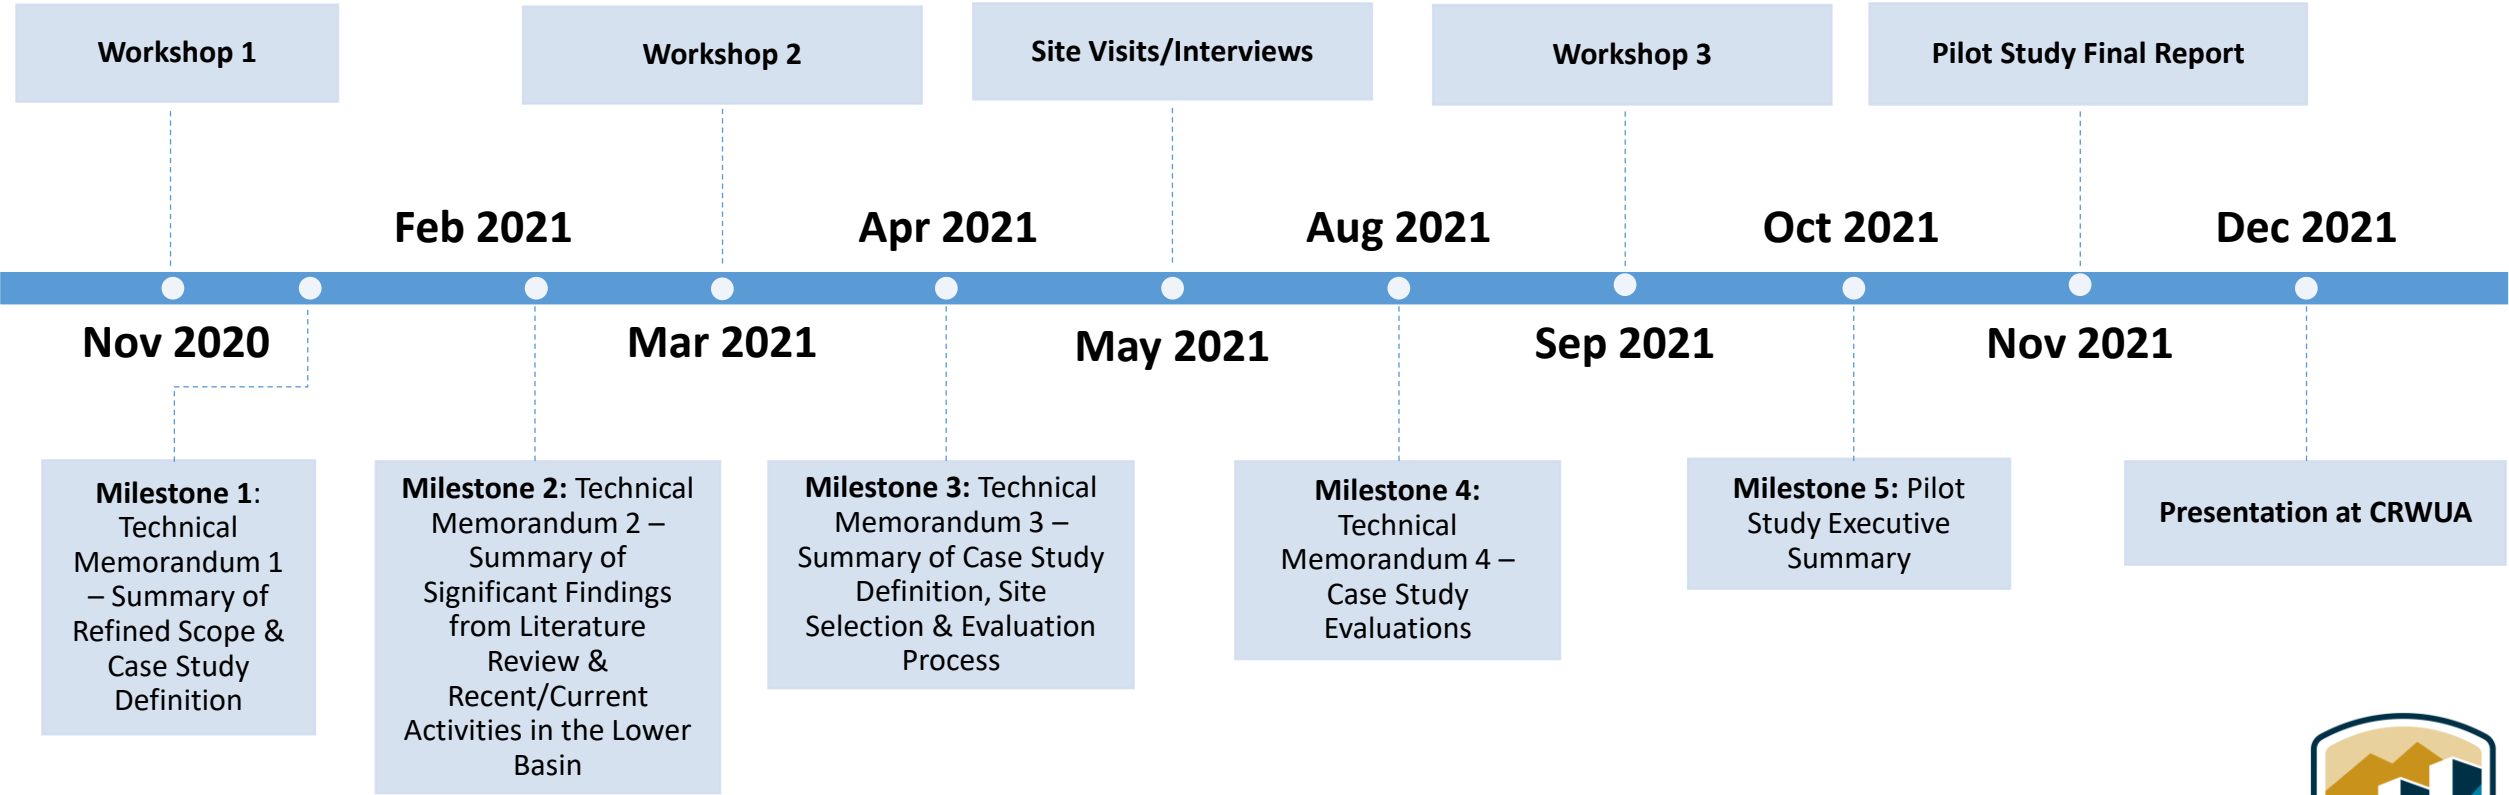 Workshop 1
Workshop 2
Site Visits/Interviews
Workshop 3
Pilot Study Final Report
Feb 2021
Apr 2021
Aug 2021
Oct 2021
Dec 2021
Nov 2020
Mar 2021
May 2021
Sep 2021
Nov 2021
Milestone 1:
Technical
Memorandum 1
– Summary of
Refined Scope &
Case Study
Definition
Milestone 2: Technical
Memorandum 2 –
Summary of
Significant Findings
from Literature
Review &
Recent/Current
Activities in the Lower
Basin
Milestone 3: Technical
Memorandum 3 –
Summary of Case Study
Definition, Site
Selection & Evaluation
Process
Milestone 4:
Technical
Memorandum 4 –
Case Study
Evaluations
Milestone 5: Pilot
Study Executive
Summary
Presentation at CRWUA